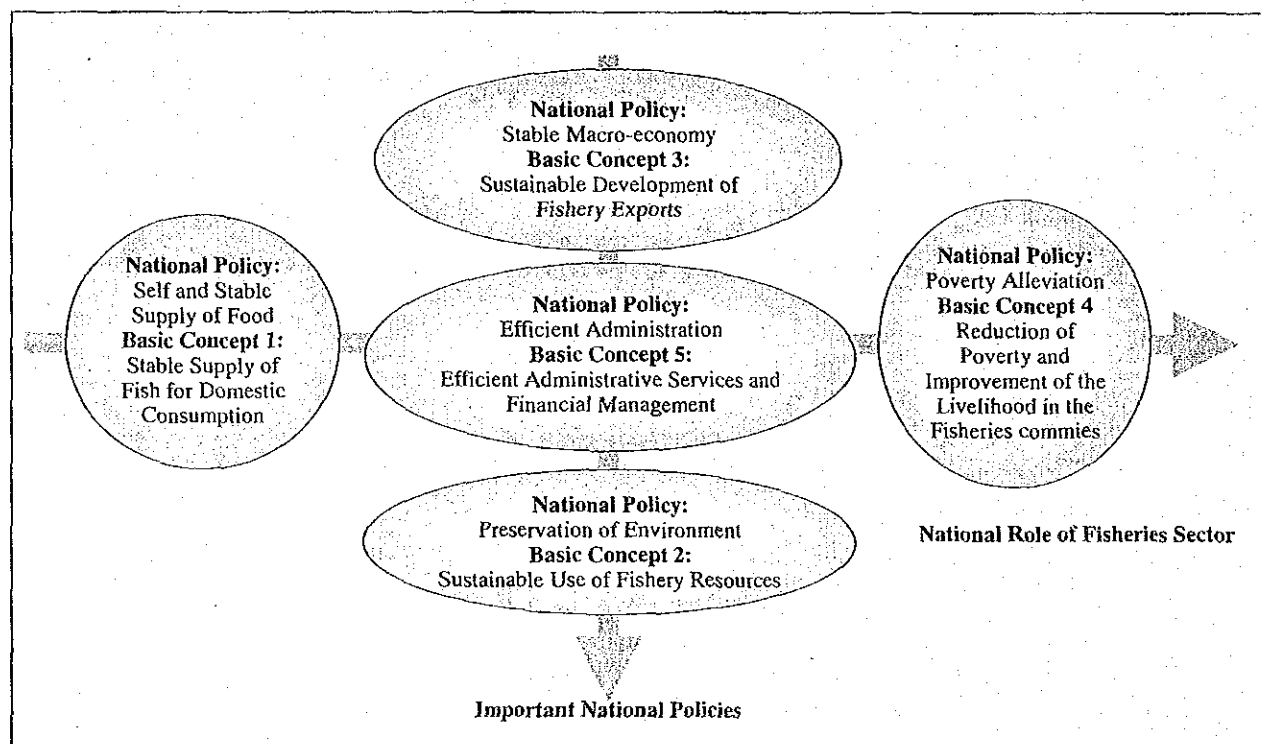 National Policy:
Stable Macro-economy
Basic Concept 3:
Sustainable Development of
Fishery Exports
National Policy:
Self and Stable
Supply of Food
Basic Concept 1:
Stable Supply of
Fish for Domestic
Consumption
National Policy:
Efficient Administration
Basic Concept 5:
Efficient Administrative Services and
Financial Management
National Policy:
Poverty Alleviation
Basic Concept 4
Reduction of
Poverty and
Improvement of the
Livelihood in the
Fisheries commies
National Policy:
Preservation of Environment
Basic Concept 2:
Sustainable Use of Fishery Resources
National Role of Fisheries Sector
Important National Policies